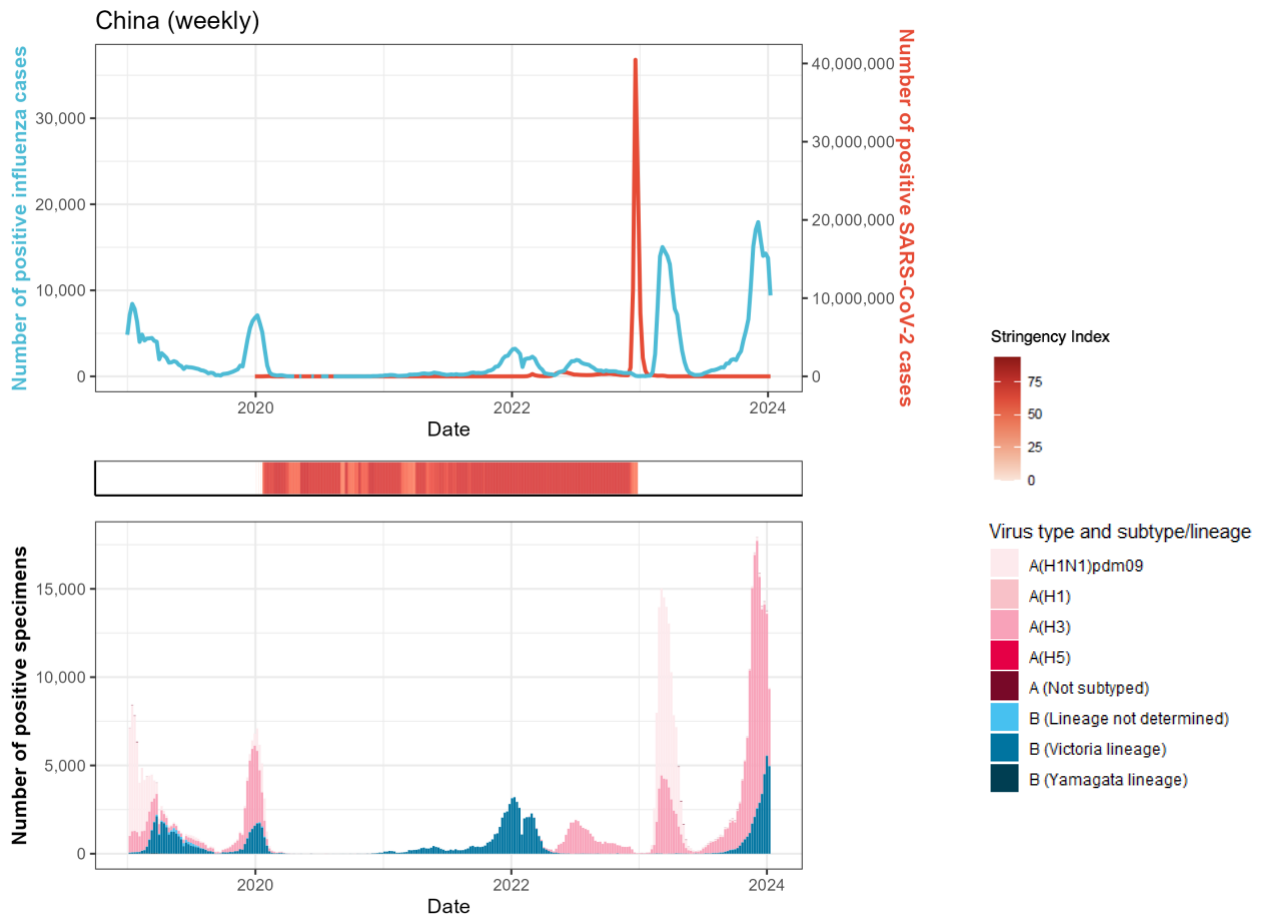 China (weekly)
Number of positive influenza cases
30,000
20,000
10,000
0
40,000,000
30,000,000
20,000,000
10,000,000
0
Number of positive SARS-CoV-2 cases
2020
2022
2024
Date
Stringency Index
75
50
25
0
Number of positive specimens
15,000
10,000
5,000
0
2020
2022
2024
Date
Virus type and subtype/lineage
A(H1N1)pdm09
A(H1)
A(H3)
A(H5)
A (Not subtyped)
B (Lineage not determined)
B (Victoria lineage)
B (Yamagata lineage)